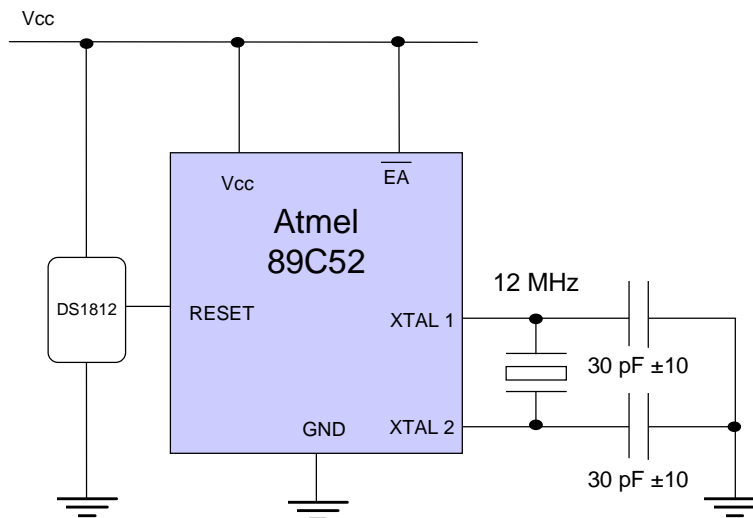 Vcc
Vcc
EA
Atmel
89C52
DS1812
RESET
12 MHz
XTAL 1
30 pF ±10
GND
XTAL 2
30 pF ±10